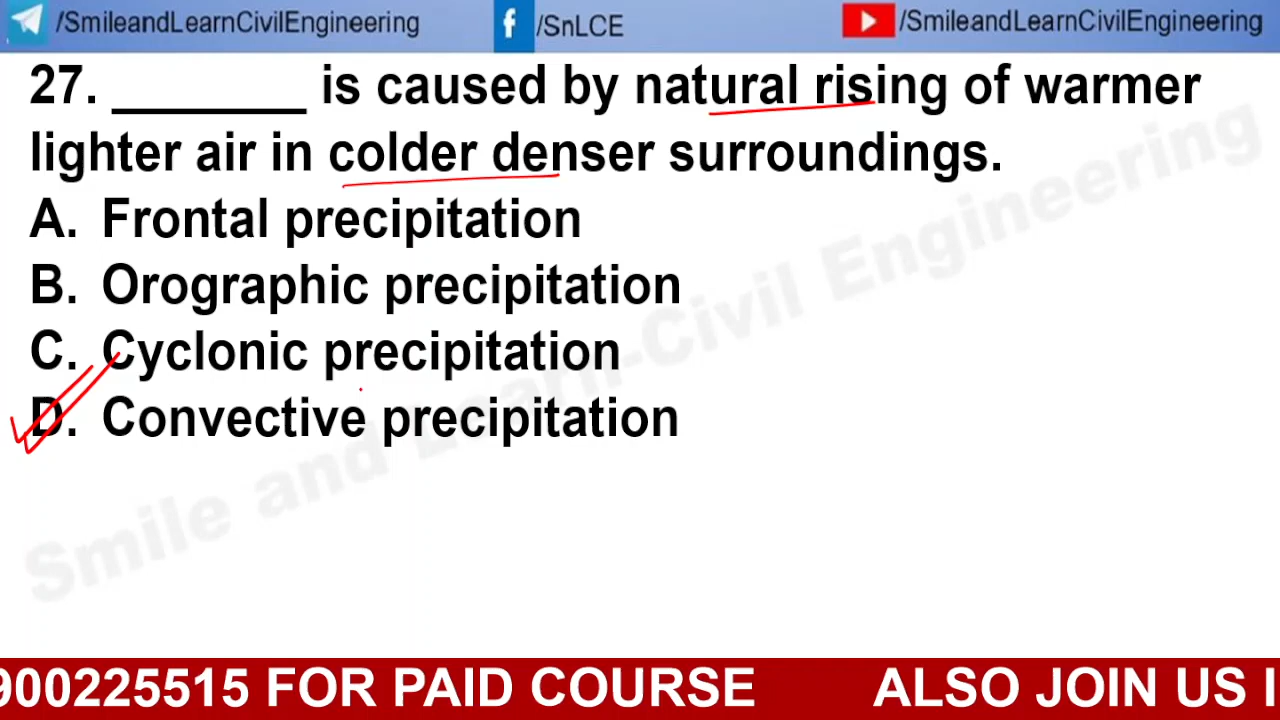 /SmileandLearnCivilEngineering /SnLCE /SmileandLearnCivilEngineering
27. _______ is caused by natural rising of warmer
lighter air in colder denser surroundings.
A. Frontal precipitation
B. Orographic precipitation
C. Cyclonic precipitation
D. Convective precipitation
Smile and Learn-Civil Engineering
900225515 FOR PAID COURSE ALSO JOIN US I